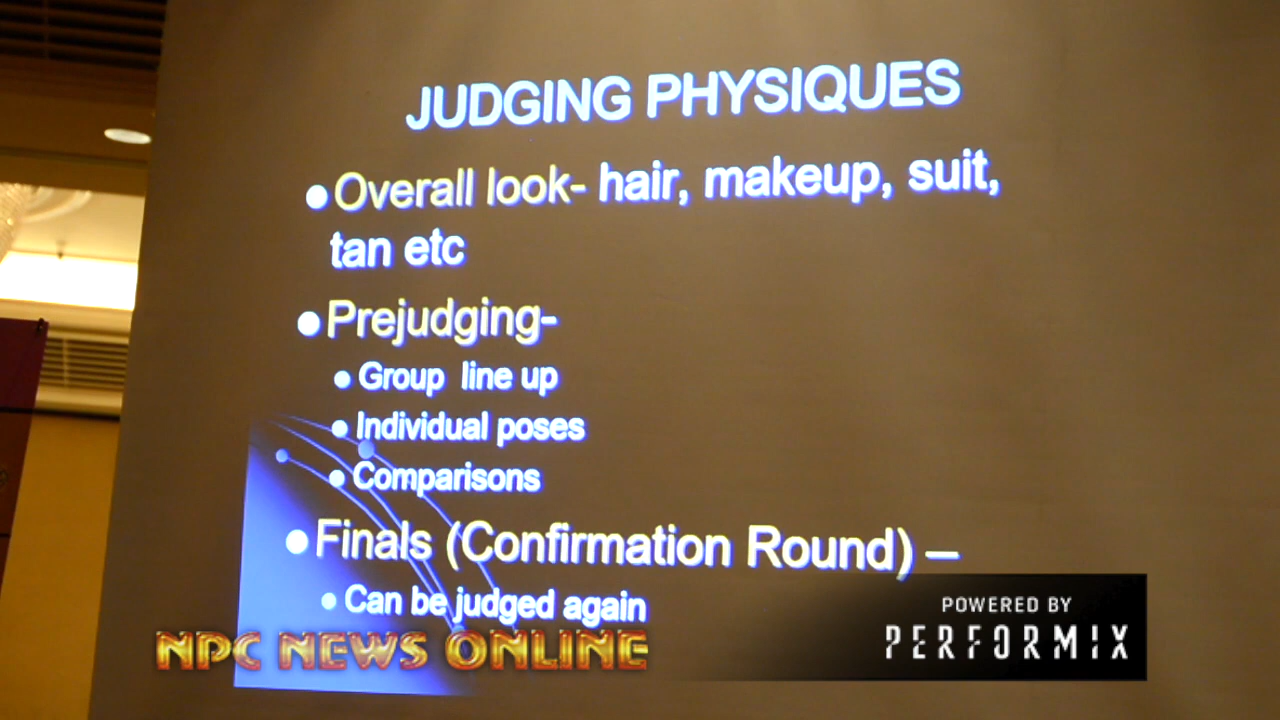 JUDGING PHYSIQUES
•Overall look- hair, makeup, suit,
tan etc
•Prejudging-
•Group line up
•Individual poses
•Comparisons
•Finals (Confirmation Round) –
•Can be judged again
NPC NEWS ONLINE
POWERED BY
PERFORMIX